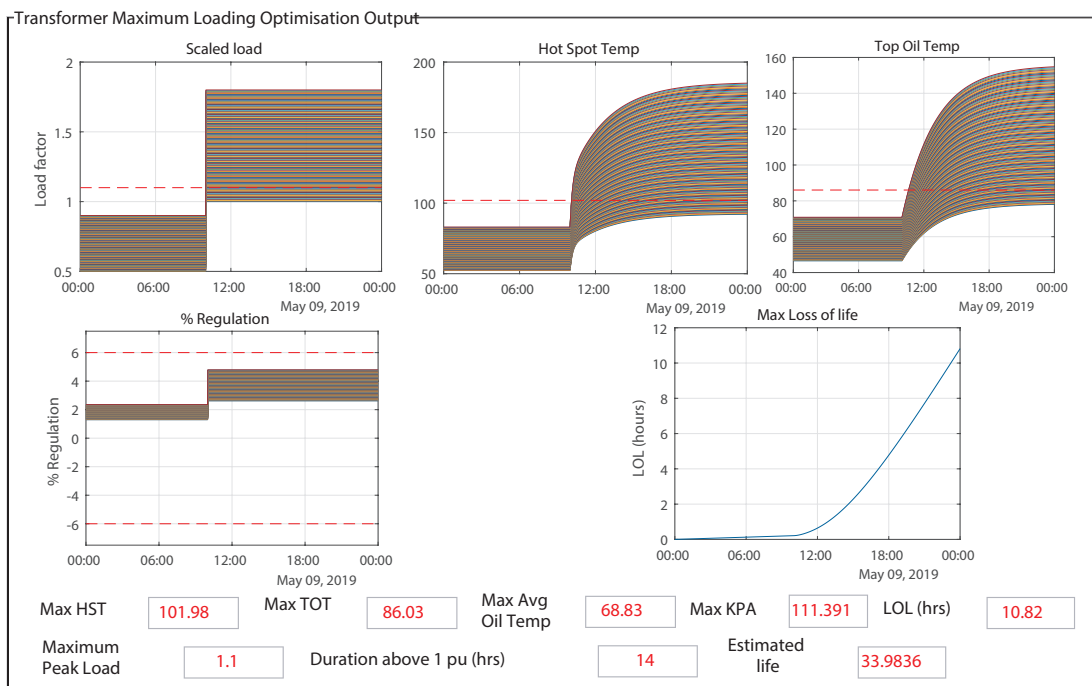 Transformer Maximum Loading Optimisation Output
Scaled load
Load factor
2
1.5
1
0.5
00:00 06:00 12:00 18:00 00:00
May 09, 2019
Hot Spot Temp
200
150
100
50
00:00 06:00 12:00 18:00 00:00
May 09, 2019
Top Oil Temp
160
140
120
100
80
60
40
00:00 06:00 12:00 18:00 00:00
May 09, 2019
% Regulation
% Regulation
6
4
2
0
-2
-4
-6
00:00 06:00 12:00 18:00 00:00
May 09, 2019
Max Loss of life
LOL (hours)
12
10
8
6
4
2
0
00:00 06:00 12:00 18:00 00:00
May 09, 2019
Max HST 101.98
Max TOT 86.03
Max Avg
Oil Temp 68.83
Max KPA 111.391
LOL (hrs) 10.82
Maximum
Peak Load 1.1
Duration above 1 pu (hrs) 14
Estimated
life 33.9836